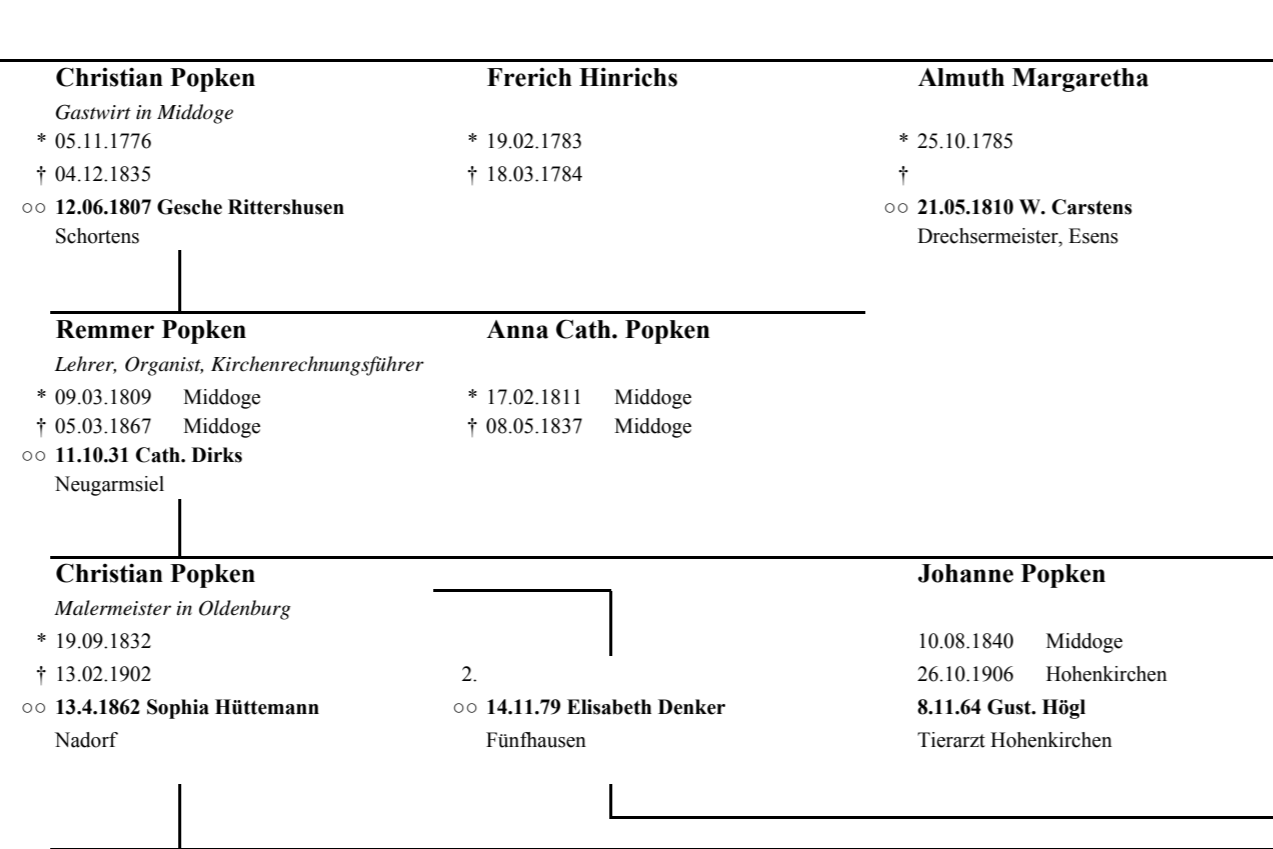 Christian Popken Frerich Hinrichs Almuth Margaretha
Gastwirt in Middoge
* 05.11.1776 * 19.02.1783 * 25.10.1785
† 04.12.1835 † 18.03.1784 †
○○ 12.06.1807 Gesche Rittershusen ○○ 21.05.1810 W. Carstens
Schortens Drechsermeister, Esens
Remmer Popken Anna Cath. Popken
Lehrer, Organist, Kirchenrechnungsführer
* 09.03.1809 Middoge * 17.02.1811 Middoge
† 05.03.1867 Middoge † 08.05.1837 Middoge
○○ 11.10.31 Cath. Dirks
Neugarmsiel
Christian Popken Johanne Popken
Malermeister in Oldenburg
* 19.09.1832 10.08.1840 Middoge
† 13.02.1902 2. 26.10.1906 Hohenkirchen
○○ 13.4.1862 Sophia Hüttemann ○○ 14.11.79 Elisabeth Denker 8.11.64 Gust. Högl
Nadorf Fünfhausen Tierarzt Hohenkirchen